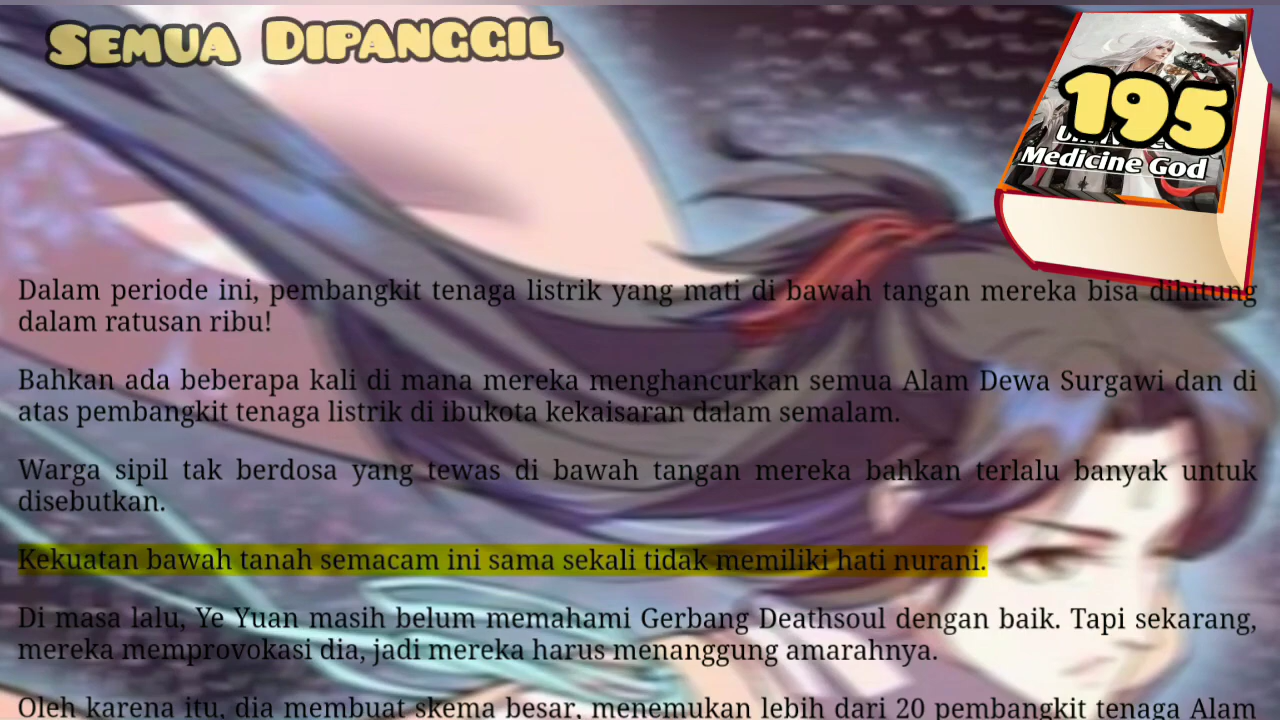 SEMUA DIPANGGIL
195
Medicine God
Dalam periode ini, pembangkit tenaga listrik yang mati di bawah tangan mereka bisa dihitung
dalam ratusan ribu!
Bahkan ada beberapa kali di mana mereka menghancurkan semua Alam Dewa Surgawi dan di
atas pembangkit tenaga listrik di ibukota kekaisaran dalam semalam.
Warga sipil tak berdosa yang tewas di bawah tangan mereka bahkan terlalu banyak untuk
disebutkan.
Kekuatan bawah tanah semacam ini sama sekali tidak memiliki hati nurani.
Di masa lalu, Ye Yuan masih belum memahami Gerbang Deathsoul dengan baik. Tapi sekarang,
mereka memprovokasi dia, jadi mereka harus menanggung amarahnya.
Oleh karena itu, dia membuat skema besar, menemukan lebih dari 20 pembangkit tenaga Alam